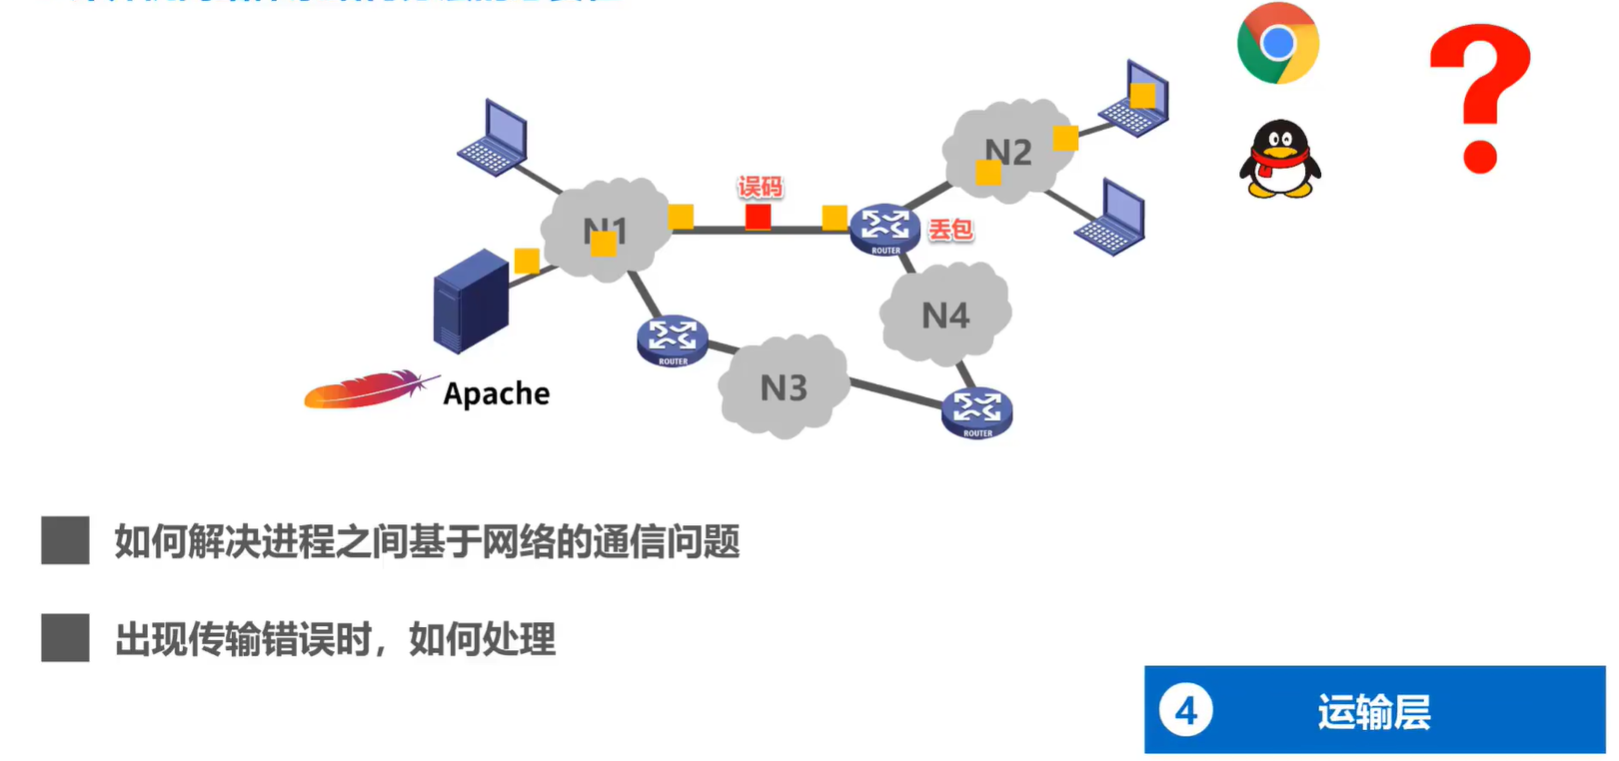 误码
N2
N1
丢包
ROUTER
N4
ROUTER
N3
Apache
ROUTER
如何解决进程之间基于网络的通信问题
出现传输错误时，如何处理
4 运输层